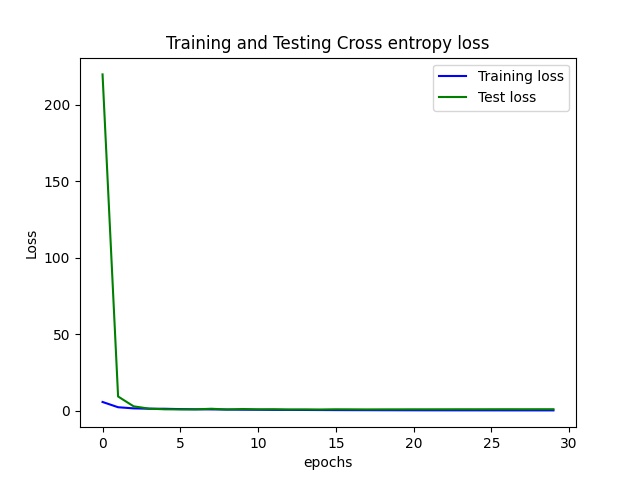 Training and Testing Cross entropy loss
Training loss
Test loss
200
150
100
50
0
Loss
0 5 10 15 20 25 30
epochs